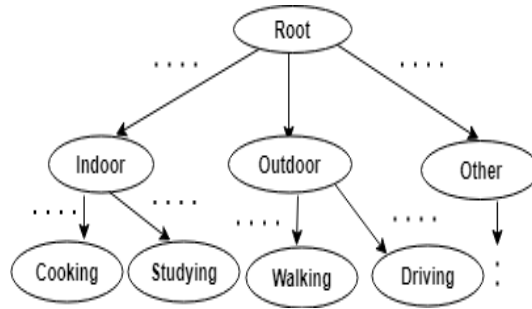 Root
Indoor
Outdoor
Other
Cooking
Studying
Walking
Driving